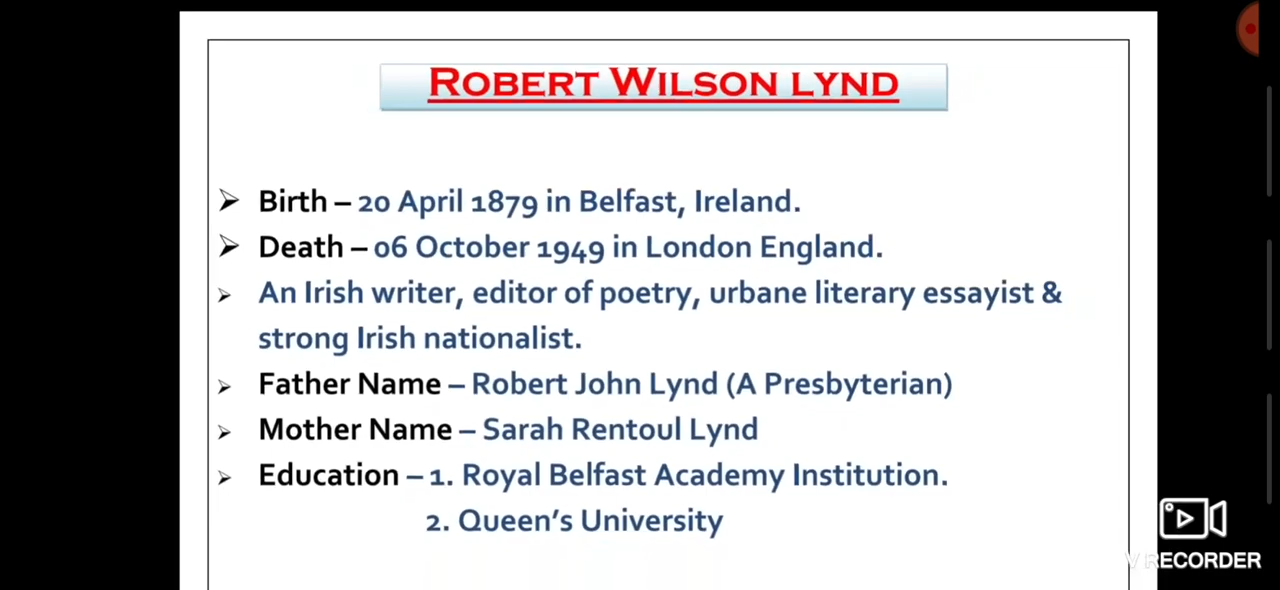 ROBERT WILSON LYND
➢ Birth – 20 April 1879 in Belfast, Ireland.
➢ Death – 06 October 1949 in London England.
➢ An Irish writer, editor of poetry, urbane literary essayist &
strong Irish nationalist.
➢ Father Name – Robert John Lynd (A Presbyterian)
➢ Mother Name – Sarah Rentoul Lynd
➢ Education – 1. Royal Belfast Academy Institution.
2. Queen's University
V RECORDER